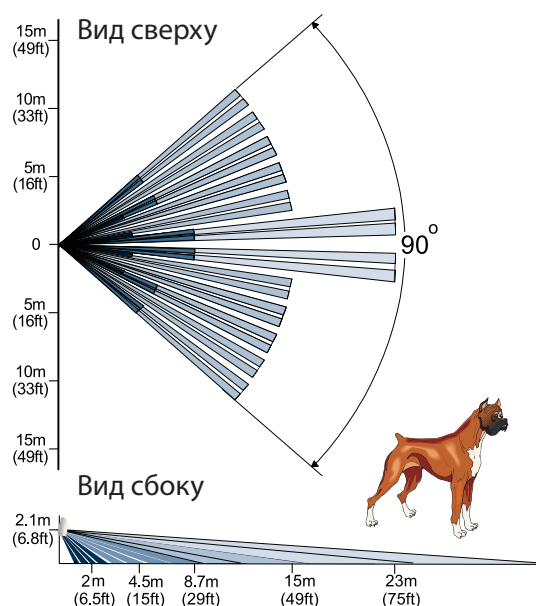 Вид сверху
15m
(49ft)
10m
(33ft)
5m
(16ft)
0
5m
(16ft)
10m
(33ft)
15m
(49ft)
90°
Вид сбоку
2.1m
(6.8ft)
2m
(6.5ft)
4.5m
(15ft)
8.7m
(29ft)
15m
(49ft)
23m
(75ft)